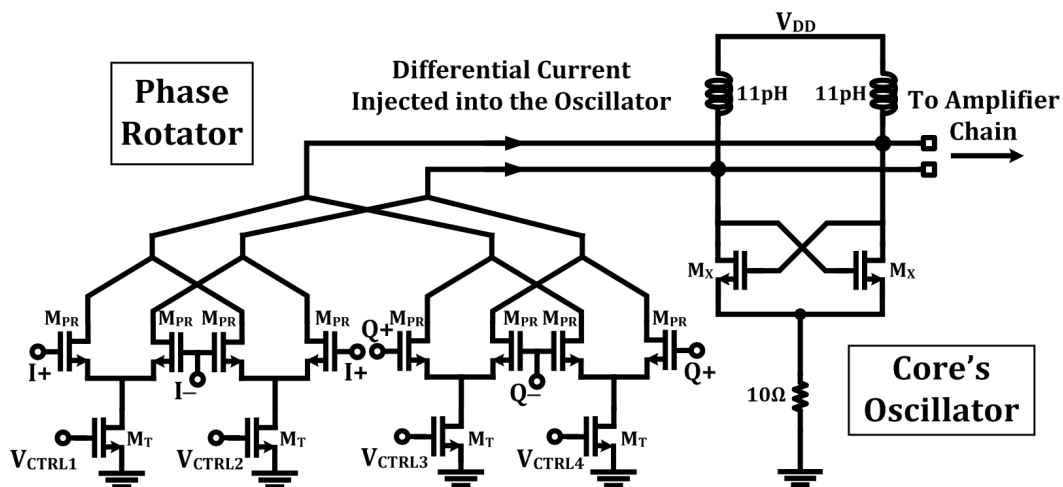 V_DD
Phase
Rotator
Differential Current
Injected into the Oscillator
11pH
11pH
To Amplifier
Chain
M_X
M_X
M_PR
M_PR
M_PR
M_PR
M_PR
M_PR
M_PR
M_PR
I+
I−
I+
Q+
Q−
Q+
10Ω
Core's
Oscillator
M_T
M_T
M_T
M_T
V_CTRL1
V_CTRL2
V_CTRL3
V_CTRL4